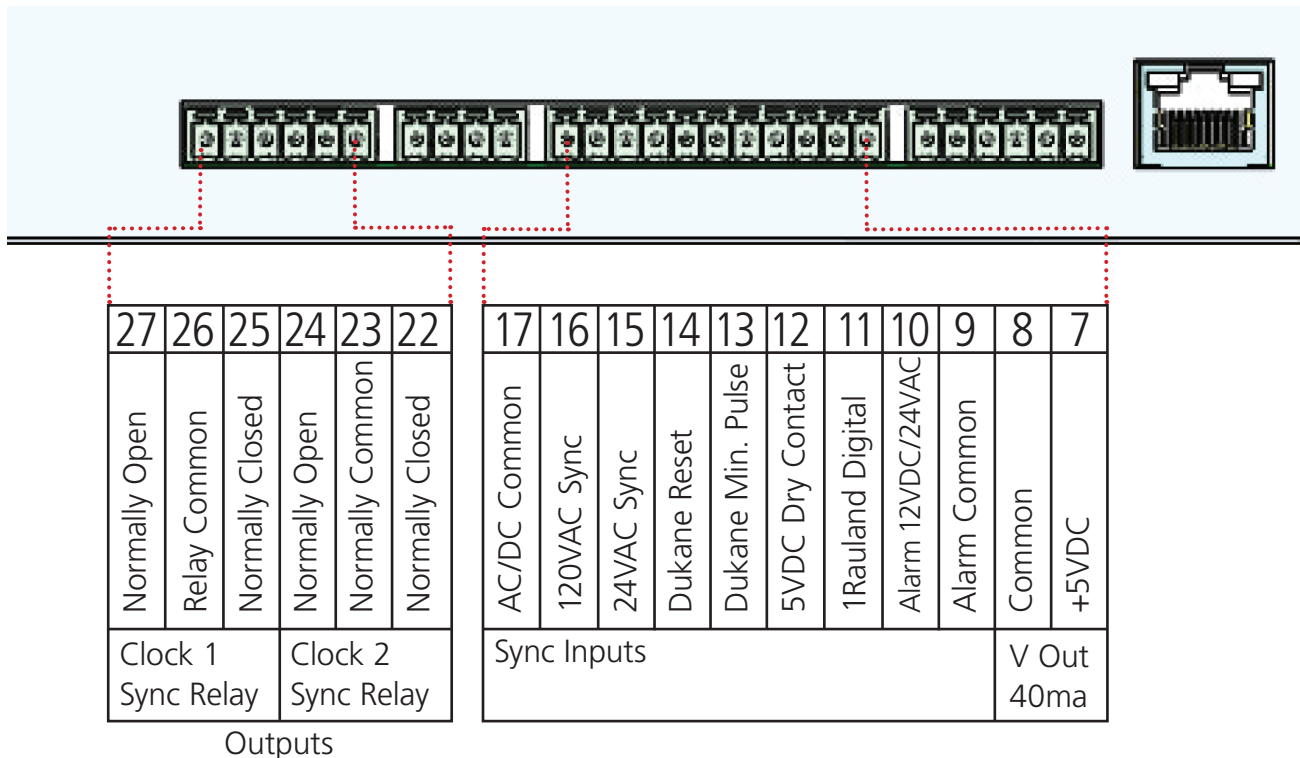 27 26 25 24 23 22
Normally Open
Relay Common
Normally Closed
Normally Open
Normally Common
Normally Closed
Clock 1
Sync Relay
Clock 2
Sync Relay
Outputs
17 16 15 14 13 12 11 10 9 8 7
AC/DC Common
120VAC Sync
24VAC Sync
Dukane Reset
Dukane Min. Pulse
5VDC Dry Contact
1Rauland Digital
Alarm 12VDC/24VAC
Alarm Common
Common
+5VDC
Sync Inputs
V Out
40ma